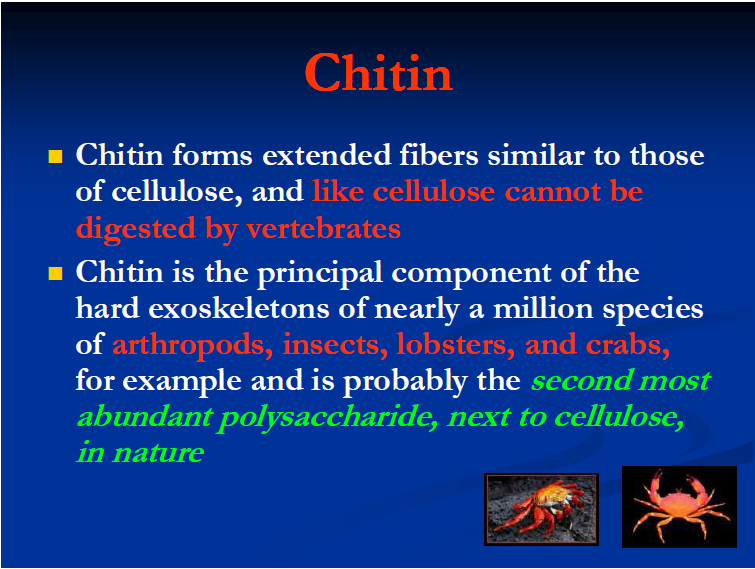 Chitin
Chitin forms extended fibers similar to those
of cellulose, and like cellulose cannot be
digested by vertebrates
Chitin is the principal component of the
hard exoskeletons of nearly a million species
of arthropods, insects, lobsters, and crabs,
for example and is probably the second most
abundant polysaccharide, next to cellulose,
in nature